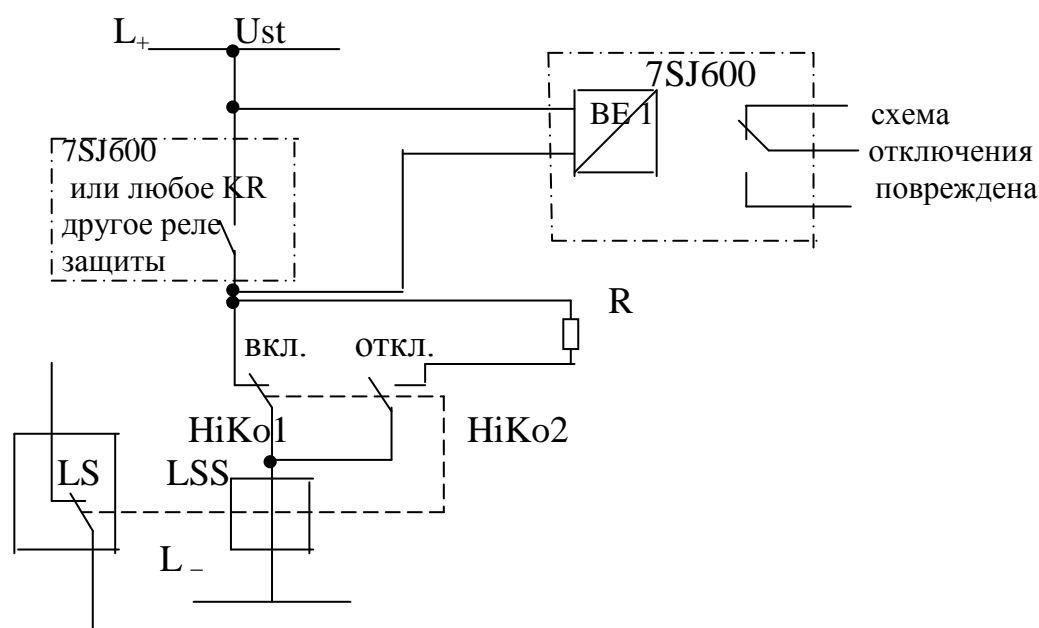 L+ Ust
7SJ600
BE 1
схема
отключения
повреждена
7SJ600
или любое KR
другое реле
защиты
R
вкл. откл.
HiKo1 HiKo2
LS LSS
L –